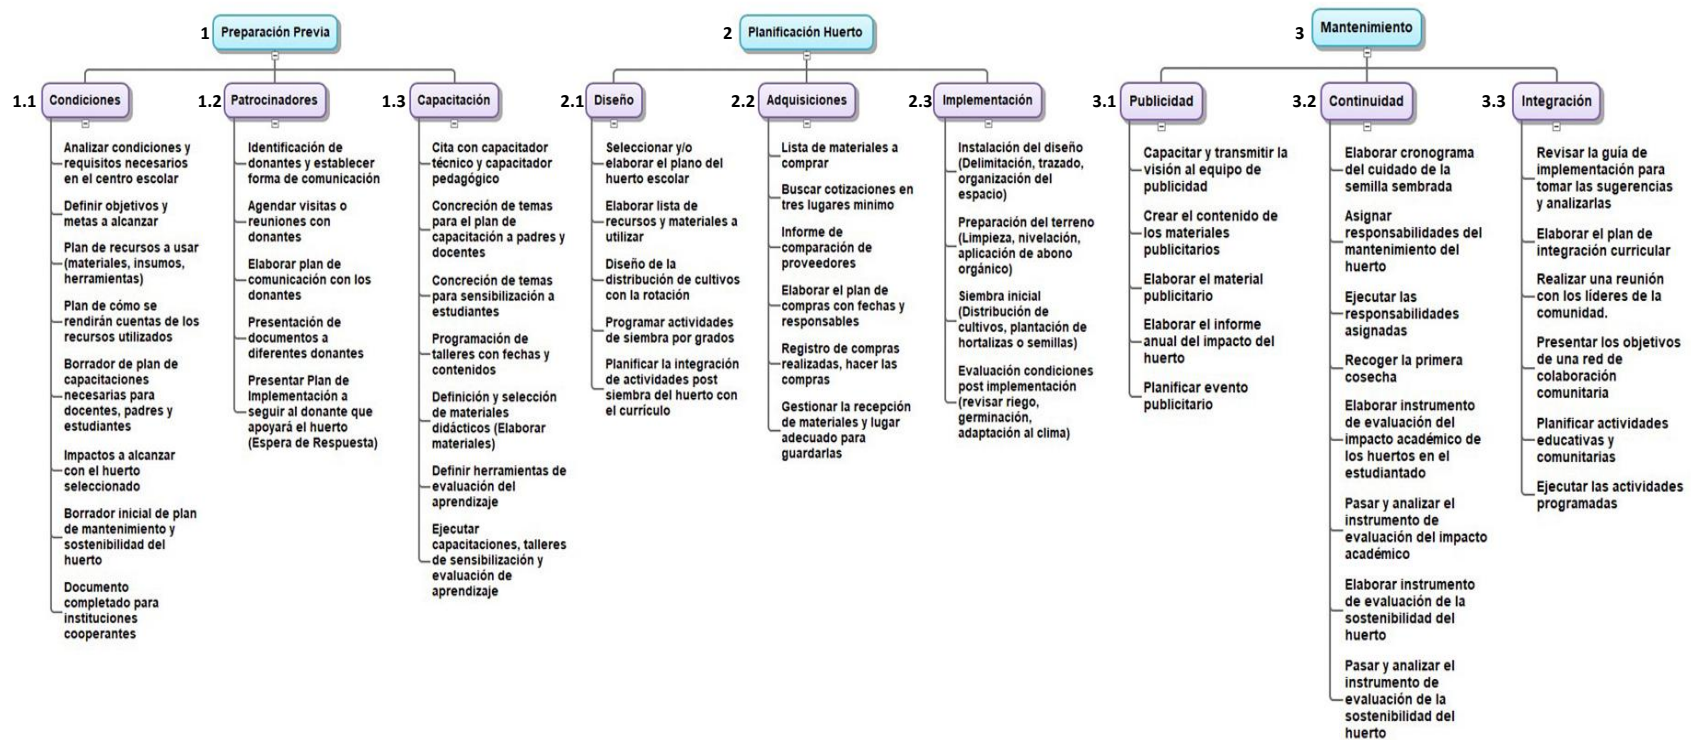 1 Preparación Previa
1.1 Condiciones
Analizar condiciones y
requisitos necesarios
en el centro escolar
Definir objetivos y
metas a alcanzar
Plan de recursos a usar
(materiales, insumos,
herramientas)
Plan de cómo se
rendirán cuentas de los
recursos utilizados
Borrador de plan de
capacitaciones
necesarias para
docentes, padres y
estudiantes
Impactos a alcanzar
con el huerto
seleccionado
Borrador inicial de plan
de mantenimiento y
sostenibilidad del
huerto
Documento
completado para
instituciones
cooperantes
1.2 Patrocinadores
Identificación de
donantes y establecer
forma de comunicación
Agendar visitas o
reuniones con
donantes
Elaborar plan de
comunicación con los
donantes
Presentación de
documentos a
diferentes donantes
Presentar Plan de
Implementación a
seguir al donante que
apoyará el huerto
(Espera de Respuesta)
1.3 Capacitación
Cita con capacitador
técnico y capacitador
pedagógico
Concreción de temas
para el plan de
capacitación a padres y
docentes
Concreción de temas
para sensibilización a
estudiantes
Programación de
talleres con fechas y
contenidos
Definición y selección
de materiales
didácticos (Elaborar
materiales)
Definir herramientas de
evaluación del
aprendizaje
Ejecutar
capacitaciones, talleres
de sensibilización y
evaluación de
aprendizaje
2 Planificación Huerto
2.1 Diseño
Seleccionar y/o
elaborar el plano del
huerto escolar
Elaborar lista de
recursos y materiales a
utilizar
Diseño de la
distribución de cultivos
con la rotación
Programar actividades
de siembra por grados
Planificar la integración
de actividades post
siembra del huerto con
el currículo
2.2 Adquisiciones
Lista de materiales a
comprar
Buscar cotizaciones en
tres lugares minimo
Informe de
comparación de
proveedores
Elaborar el plan de
compras con fechas y
responsables
Registro de compras
realizadas, hacer las
compras
Gestionar la recepción
de materiales y lugar
adecuado para
guardarlas
2.3 Implementación
Instalación del diseño
(Delimitación, trazado,
organización del
espacio)
Preparación del terreno
(Limpieza, nivelación,
aplicación de abono
orgánico)
Siembra inicial
(Distribución de
cultivos, plantación de
hortalizas o semillas)
Evaluación condiciones
post implementación
(revisar riego,
germinación,
adaptación al clima)
3 Mantenimiento
3.1 Publicidad
Capacitar y transmitir la
visión al equipo de
publicidad
Crear el contenido de
los materiales
publicitarios
Elaborar el material
publicitario
Elaborar el informe
anual del impacto del
huerto
Planificar evento
publicitario
3.2 Continuidad
Elaborar cronograma
del cuidado de la
semilla sembrada
Asignar
responsabilidades del
mantenimiento del
huerto
Ejecutar las
responsabilidades
asignadas
Recoger la primera
cosecha
Elaborar instrumento
de evaluación del
impacto académico de
los huertos en el
estudiantado
Pasar y analizar el
instrumento de
evaluación del impacto
académico
Elaborar instrumento
de evaluación de la
sostenibilidad del
huerto
Pasar y analizar el
instrumento de
evaluación de la
sostenibilidad del
huerto
3.3 Integración
Revisar la guía de
implementación para
tomar las sugerencias
y analizarlas
Elaborar el plan de
integración curricular
Realizar una reunión
con los líderes de la
comunidad.
Presentar los objetivos
de una red de
colaboración
comunitaria
Planificar actividades
educativas y
comunitarias
Ejecutar las actividades
programadas